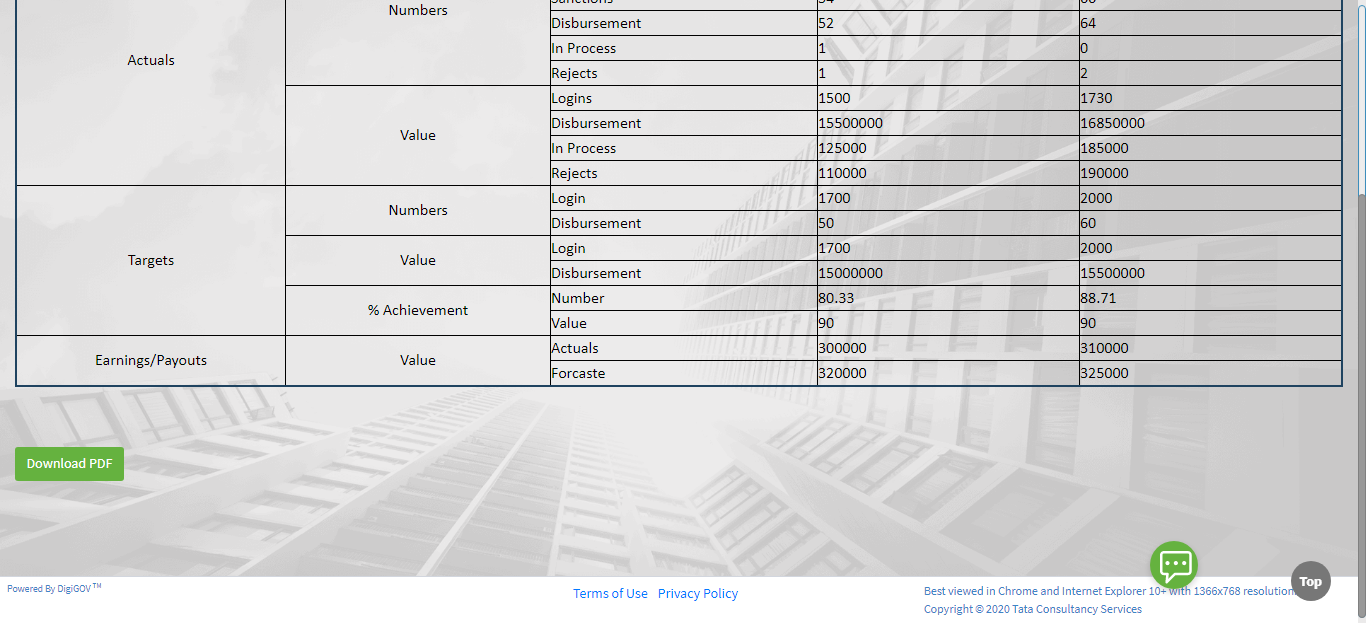 Numbers
Disbursement 52 64
Actuals
In Process 1 0
Rejects 1 2
Logins 1500 1730
Value
Disbursement 15500000 16850000
In Process 125000 185000
Rejects 110000 190000
Numbers
Login 1700 2000
Disbursement 50 60
Targets
Value
Login 1700 2000
Disbursement 15000000 15500000
% Achievement
Number 80.33 88.71
Value 90 90
Earnings/Payouts
Value
Actuals 300000 310000
Forcaste 320000 325000
Download PDF
Powered By DigiGOV TM
Terms of Use Privacy Policy
Best viewed in Chrome and Internet Explorer 10+ with 1366x768 resolution
Copyright © 2020 Tata Consultancy Services
Top